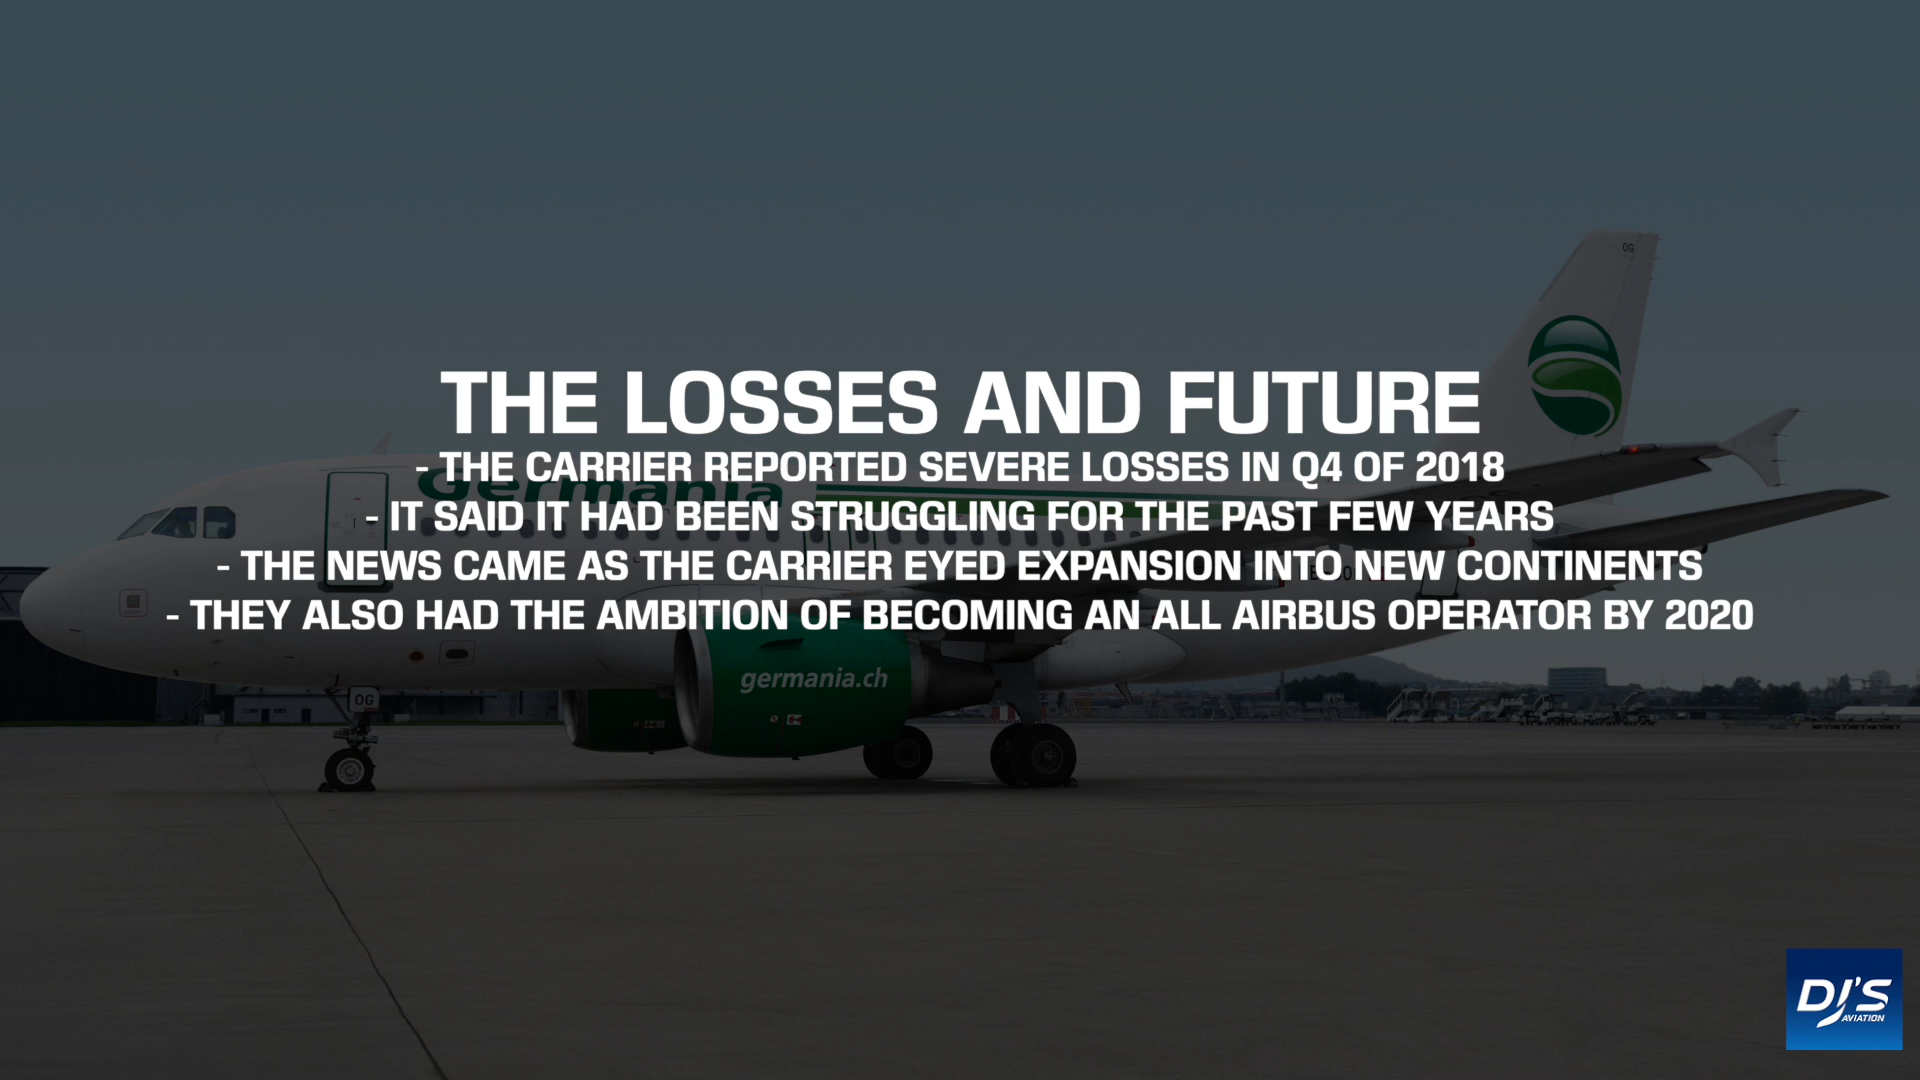 OG
THE LOSSES AND FUTURE
- THE CARRIER REPORTED SEVERE LOSSES IN Q4 OF 2018
Germania
- IT SAID IT HAD BEEN STRUGGLING FOR THE PAST FEW YEARS
- THE NEWS CAME AS THE CARRIER EYED EXPANSION INTO NEW CONTINENTS
- THEY ALSO HAD THE AMBITION OF BECOMING AN ALL AIRBUS OPERATOR BY 2020
germania.ch
OG
DJ'S
AVIATION